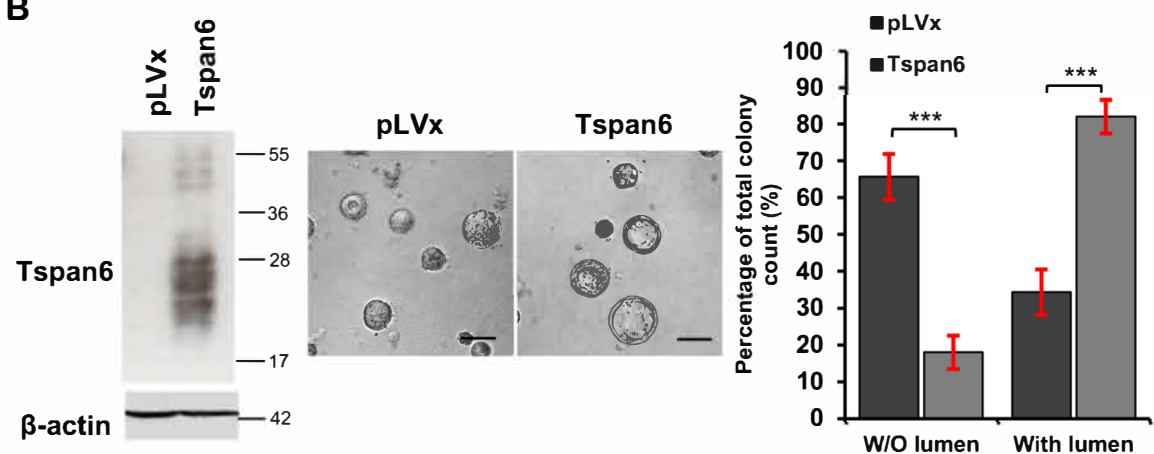 B
pLVx
Tspan6
55
36
28
17
Tspan6
β-actin
42
pLVx
Tspan6
pLVx
Tspan6
Percentage of total colony
count (%)
100
90
80
70
60
50
40
30
20
10
0
***
***
W/O lumen
With lumen